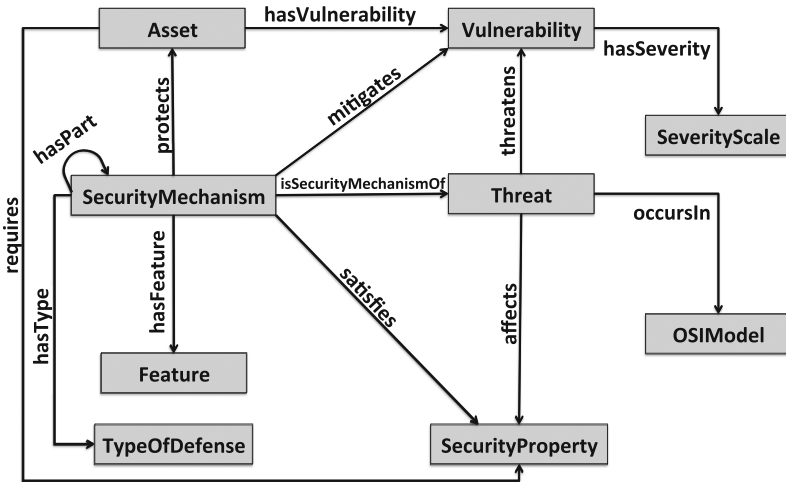 hasVulnerability
Asset
Vulnerability
hasSeverity
protects
mitigates
threatens
SeverityScale
hasPart
SecurityMechanism
isSecurityMechanismOf
Threat
occursIn
requires
hasType
hasFeature
satisfies
affects
OSIModel
Feature
TypeOfDefense
SecurityProperty